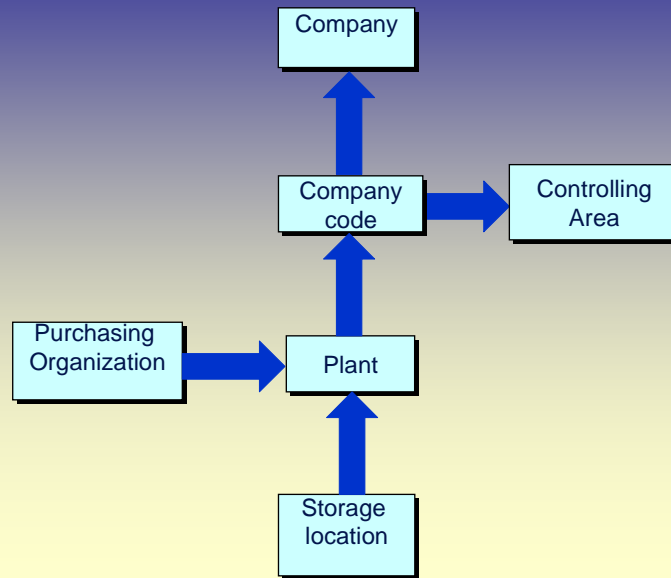 Company
Company
code
Controlling
Area
Purchasing
Organization
Plant
Storage
location